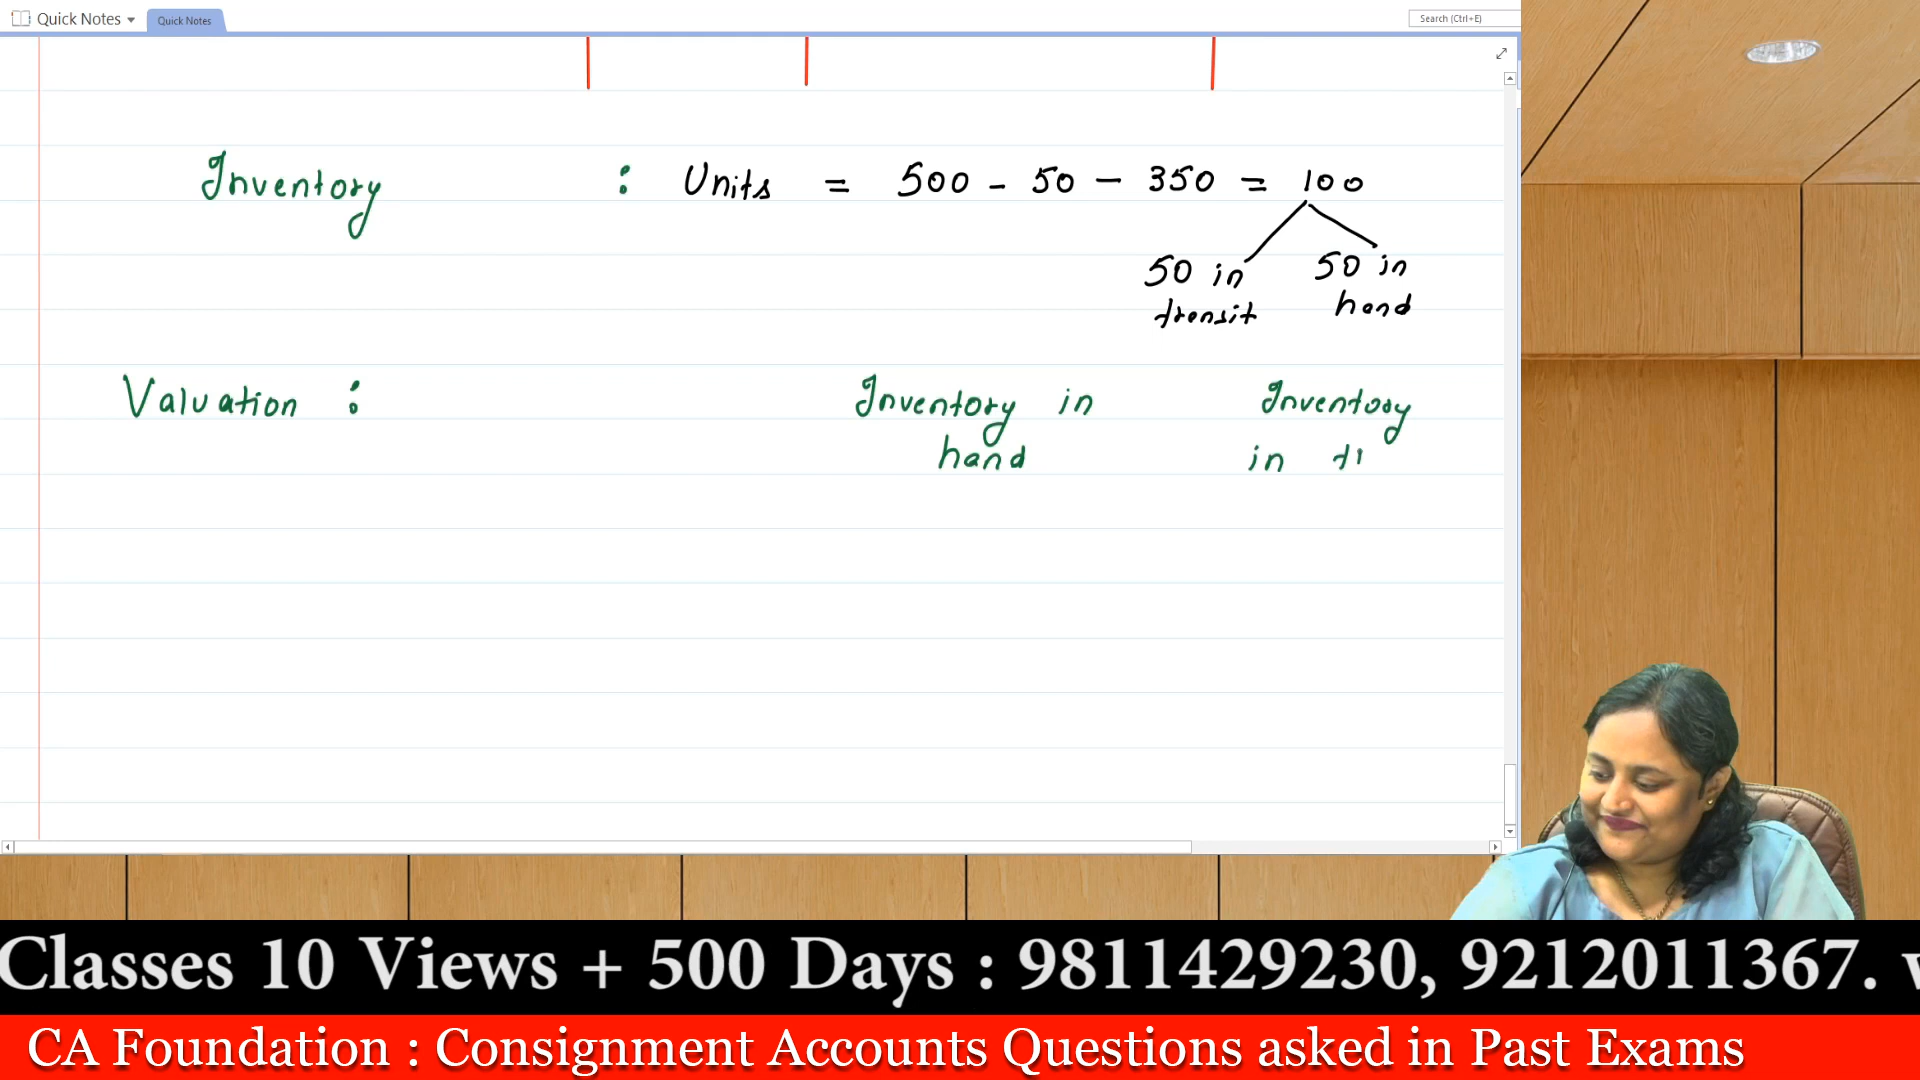 Quick Notes
Quick Notes
Search (Ctrl+E)
Inventory : Units = 500 - 50 - 350 = 100
50 in transit
50 in hand
Valuation :
Inventory in hand
Inventory in tr
Classes 10 Views + 500 Days : 9811429230, 9212011367. w
CA Foundation : Consignment Accounts Questions asked in Past Exams